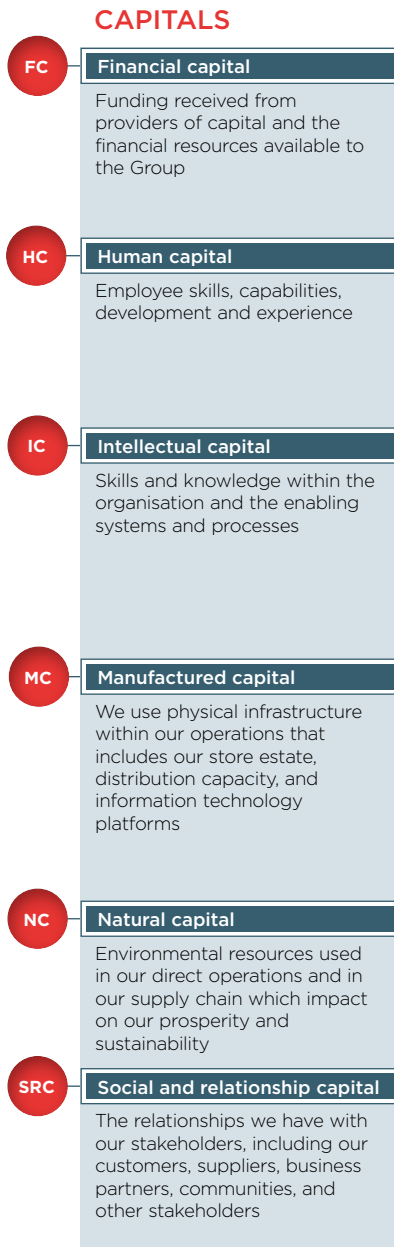 CAPITALS
FC
Financial capital
Funding received from
providers of capital and the
financial resources available to
the Group
HC
Human capital
Employee skills, capabilities,
development and experience
IC
Intellectual capital
Skills and knowledge within the
organisation and the enabling
systems and processes
MC
Manufactured capital
We use physical infrastructure
within our operations that
includes our store estate,
distribution capacity, and
information technology
platforms
NC
Natural capital
Environmental resources used
in our direct operations and in
our supply chain which impact
on our prosperity and
sustainability
SRC
Social and relationship capital
The relationships we have with
our stakeholders, including our
customers, suppliers, business
partners, communities, and
other stakeholders